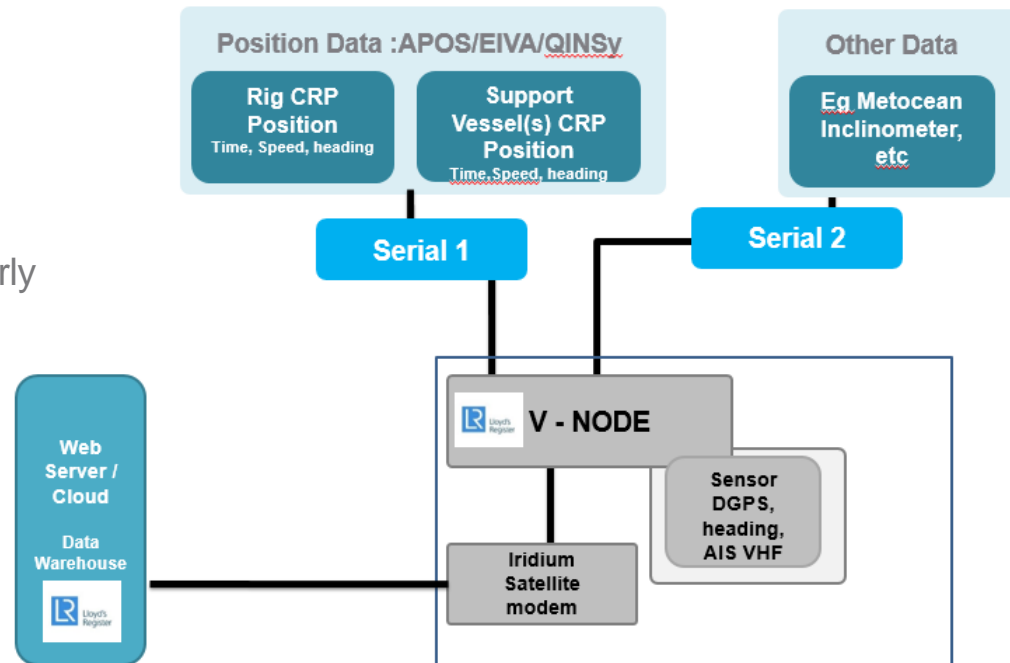 Position Data :APOS/EIVA/QINSy
Rig CRP
Position
Time, Speed, heading
Support
Vessel(s) CRP
Position
Time,Speed, heading
Other Data
Eg Metocean
Inclinometer,
etc
Serial 1
Serial 2
rly
LR
Lloyd's
Register
V - NODE
Sensor
DGPS,
heading,
AIS VHF
Iridium
Satellite
modem
Web
Server /
Cloud
Data
Warehouse
LR
Lloyd's
Register